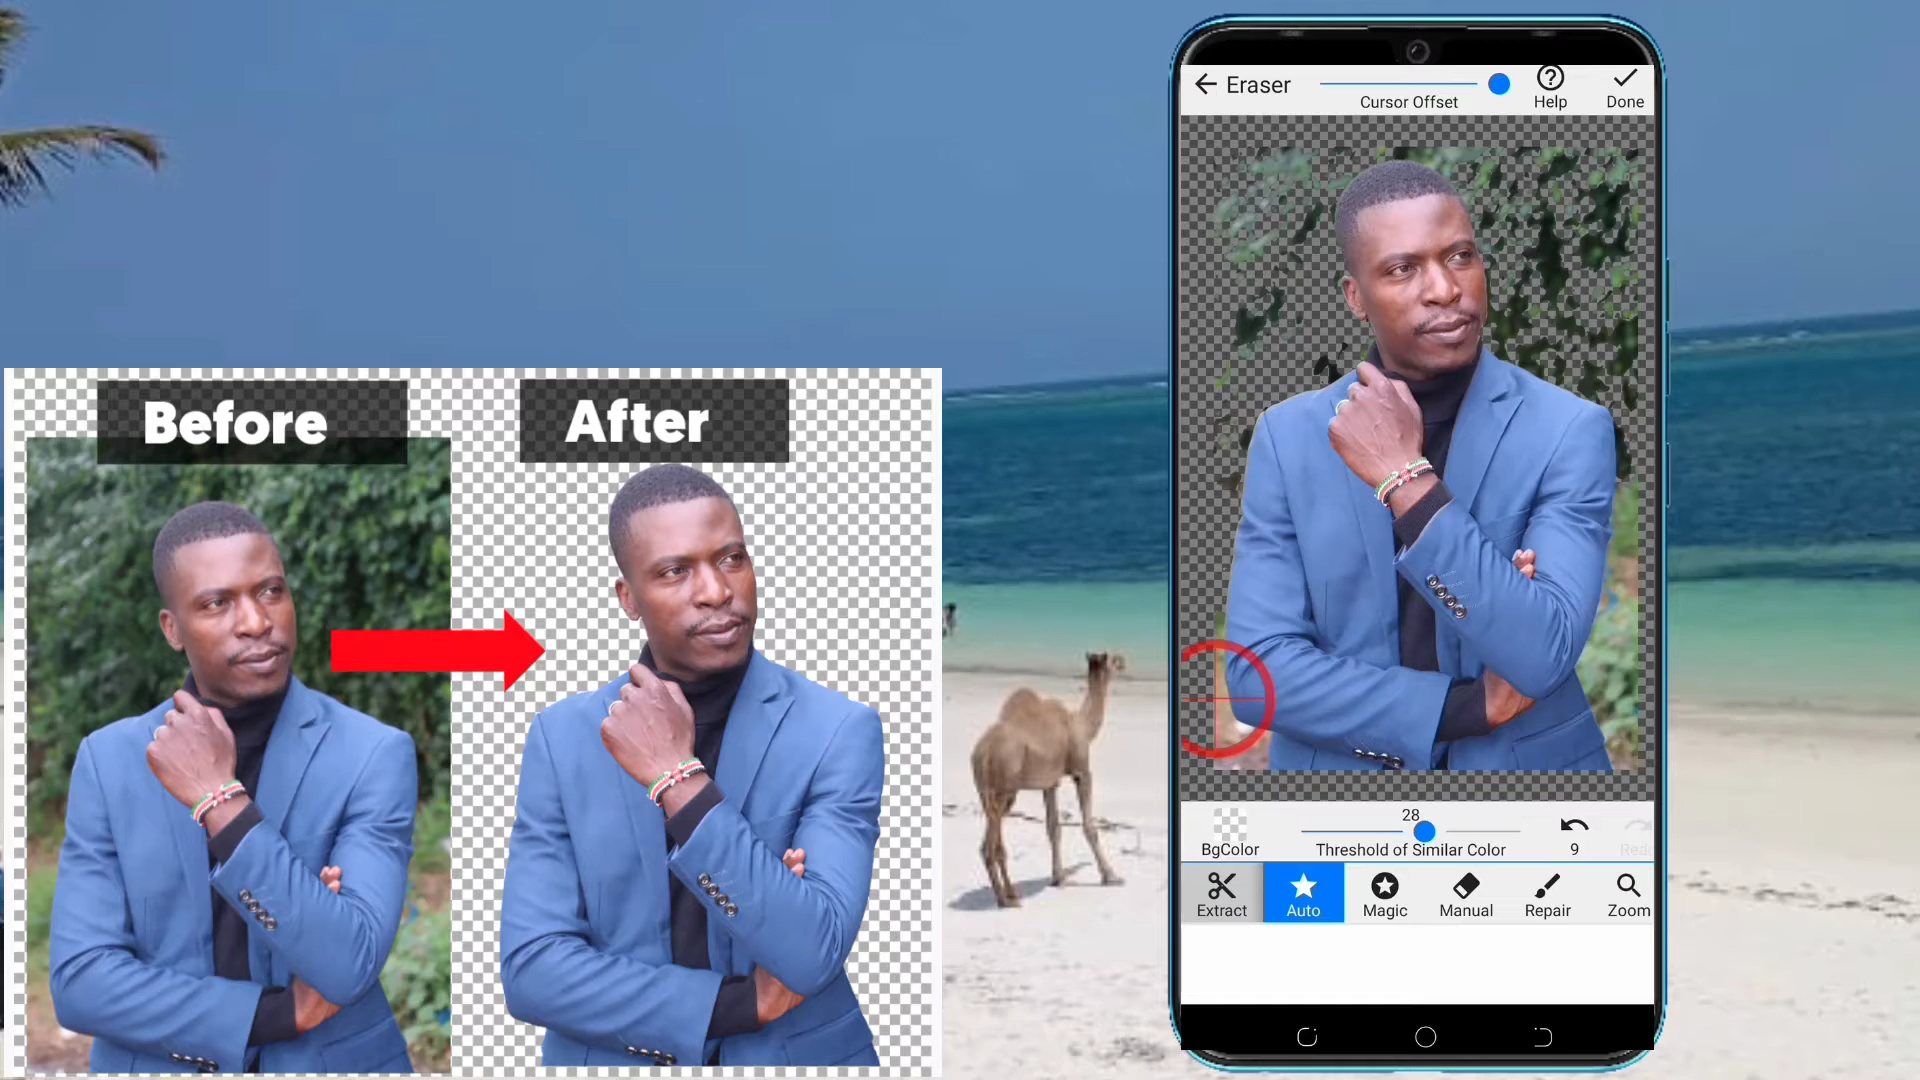 Before
After
Eraser
Cursor Offset
Help
Done
BgColor
28
Threshold of Similar Color
9
Redo
Extract
Auto
Magic
Manual
Repair
Zoom